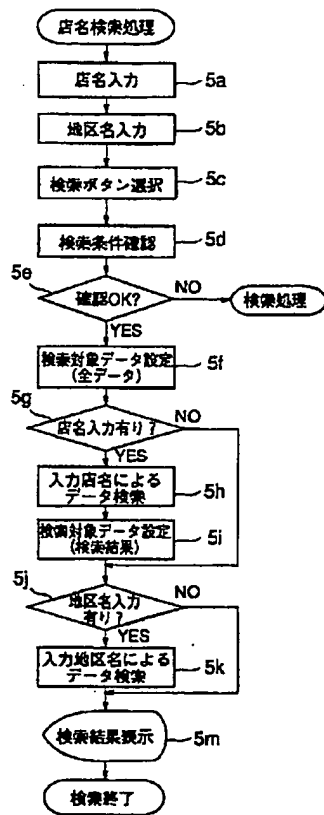 店名検索処理
店名入力
5a
地区名入力
5b
検索ボタン選択
5c
検索条件確認
5d
5e
確認OK?
NO
検索処理
YES
検索対象データ設定
(全データ)
5f
5g
店名入力有り?
NO
YES
入力店名による
データ検索
5h
検索対象データ設定
(検索結果)
5i
5j
地区名入力
有り?
NO
YES
入力地区名による
データ検索
5k
検索結果表示
5m
検索終了